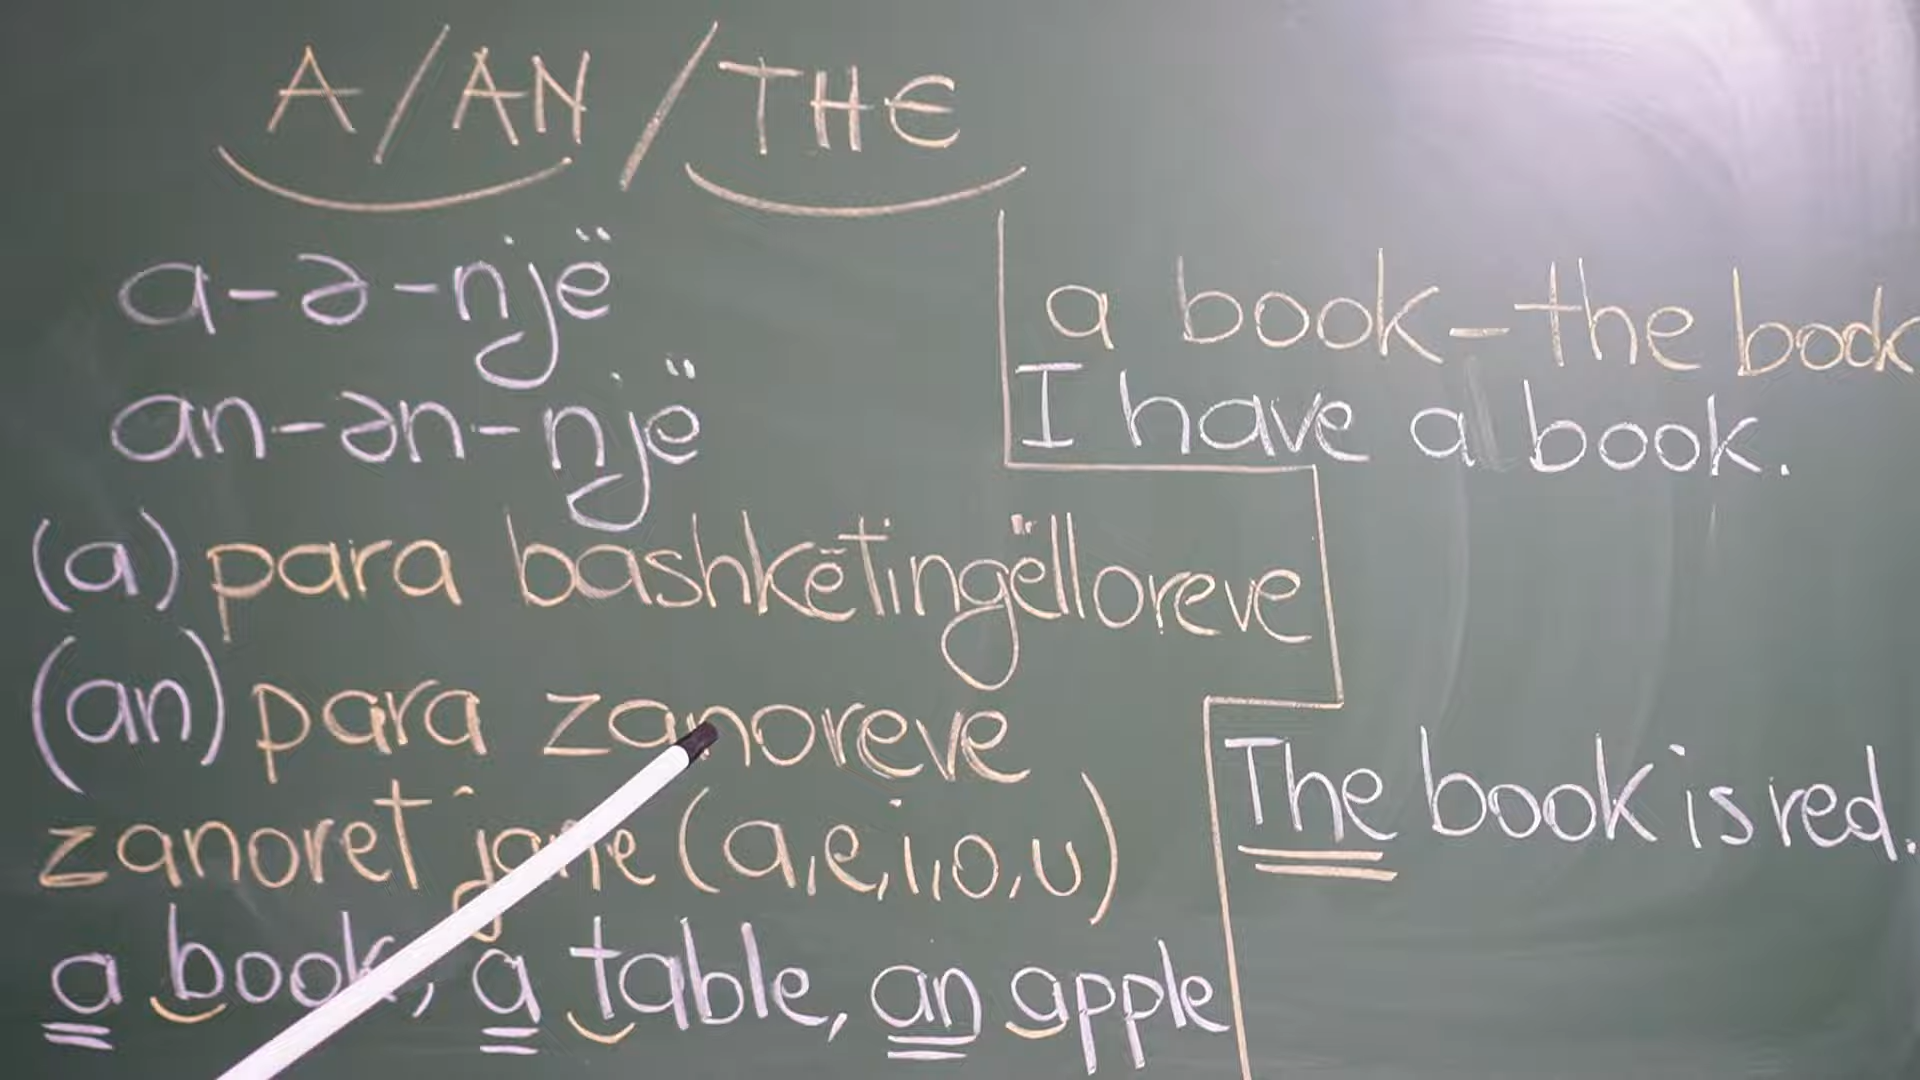 A/AN/THE
a-ə-një
an-ən-një
(a) para bashkëtingëlloreve
(an) para zanoreve
zanoret janë (a,e,i,o,u)
a book, a table, an apple
a book-the book
I have a book.
The book is red.